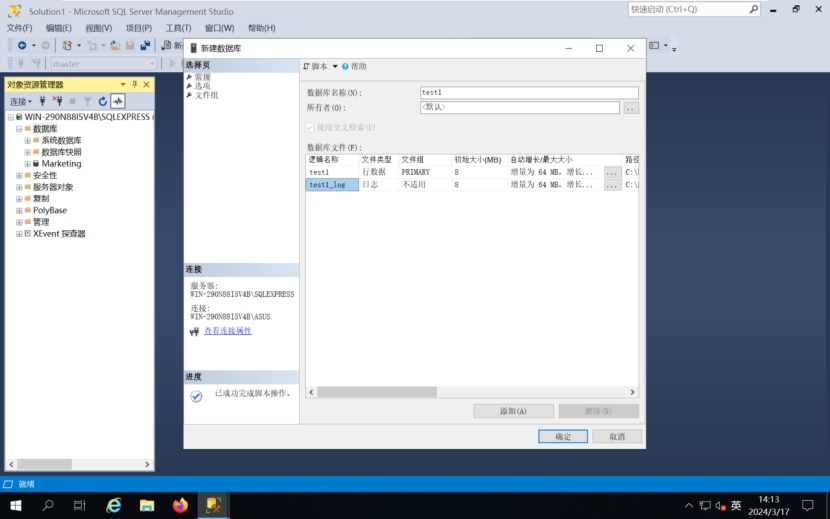 Solution1 - Microsoft SQL Server Management Studio
快速启动 (Ctrl+Q)
文件(F) 编辑(E) 视图(V) 项目(P) 工具(T) 窗口(W) 帮助(H)
新建数据库
master
选择页
常规
选项
文件组
脚本 帮助
数据库名称(N): test1
所有者(O): <默认> ...
使用全文检索(U)
数据库文件(F):
逻辑名称 文件类型 文件组 初始大小(MB) 自动增长/最大大小 路径
test1 行数据 PRIMARY 8 增量为 64 MB，增长... ... C:\
test1_log 日志 不适用 8 增量为 64 MB，增长... ... C:\
对象资源管理器
连接
WIN-290N88I5V4B\SQLEXPRESS (
数据库
系统数据库
数据库快照
Marketing
安全性
服务器对象
复制
PolyBase
管理
XEvent 探查器
连接
服务器:
WIN-290N88I5V4B\SQLEXPRESS
连接:
WIN-290N88I5V4B\ASUS
查看连接属性
进度
已成功完成脚本操作。
添加(A) 删除(R)
确定 取消
就绪
英
14:13
2024/3/17